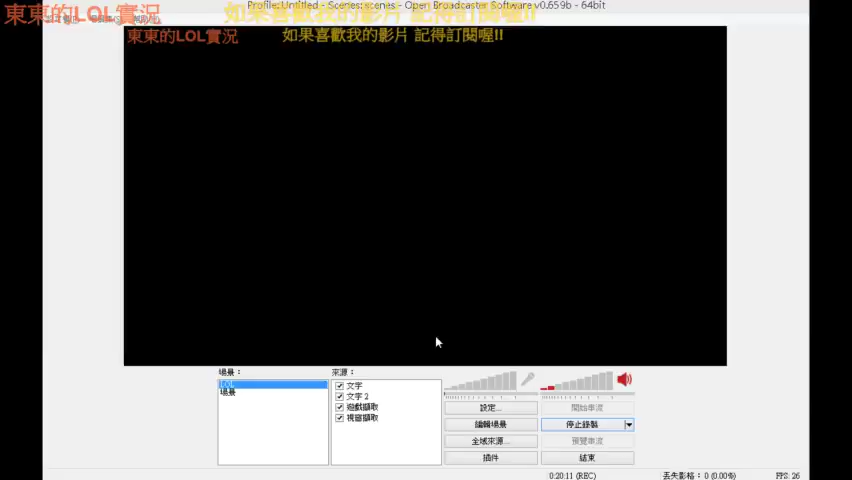 Profile:Untitled - Scenes:scenes - Open Broadcaster Software v0.659b - 64bit
東東的LOL實況
如果喜歡我的影片 記得訂閱喔!!
東東的LOL實況
如果喜歡我的影片 記得訂閱喔!!
場景：
來源：
LOL
場景
文字
文字 2
遊戲擷取
視窗擷取
設定...
開始串流
編輯場景
停止錄製
全域來源...
預覽串流
插件
結束
0:20:11 (REC)
丟失影格：0 (0.00%)
FPS: 26